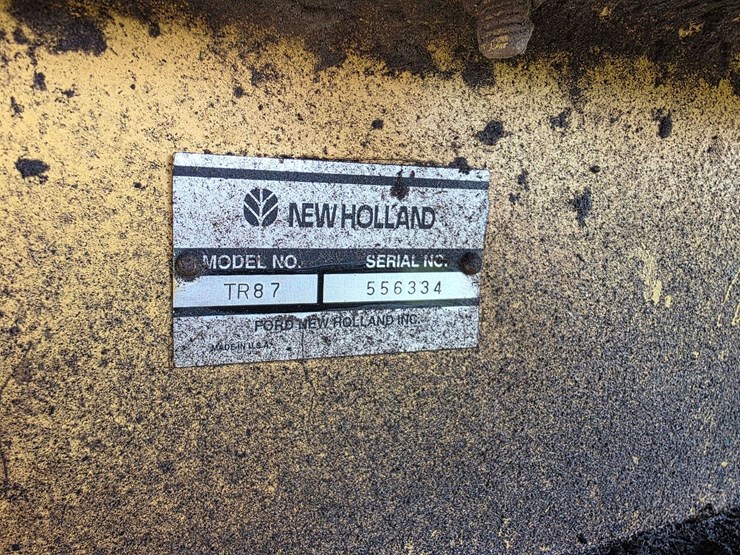 NEW HOLLAND
MODEL NO. SERIAL NO.
TR87 556334
FORD NEW HOLLAND INC.
MADE IN U.S.A.